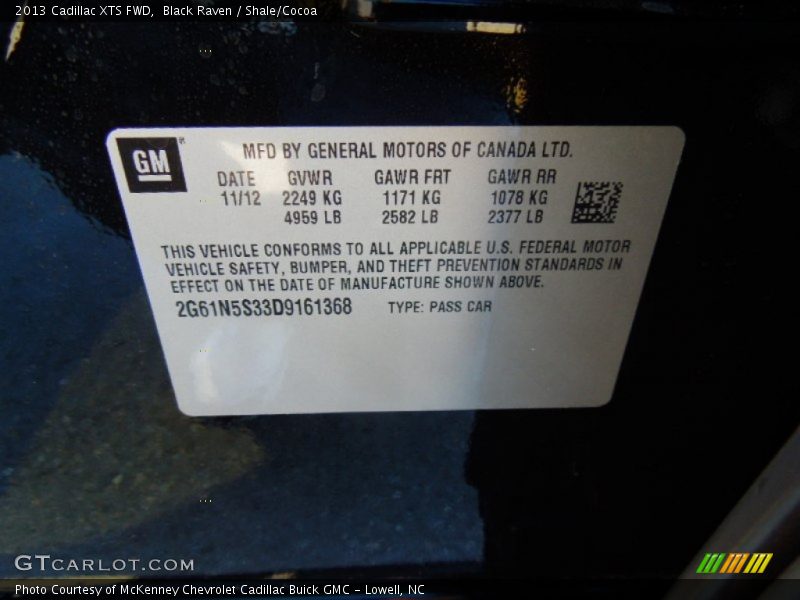 2013 Cadillac XTS FWD, Black Raven / Shale/Cocoa
GM
MFD BY GENERAL MOTORS OF CANADA LTD.
DATE GVWR GAWR FRT GAWR RR
11/12 2249 KG 1171 KG 1078 KG
4959 LB 2582 LB 2377 LB
THIS VEHICLE CONFORMS TO ALL APPLICABLE U.S. FEDERAL MOTOR
VEHICLE SAFETY, BUMPER, AND THEFT PREVENTION STANDARDS IN
EFFECT ON THE DATE OF MANUFACTURE SHOWN ABOVE.
2G61N5S33D9161368 TYPE: PASS CAR
GTCARLOT.COM
Photo Courtesy of McKenney Chevrolet Cadillac Buick GMC - Lowell, NC